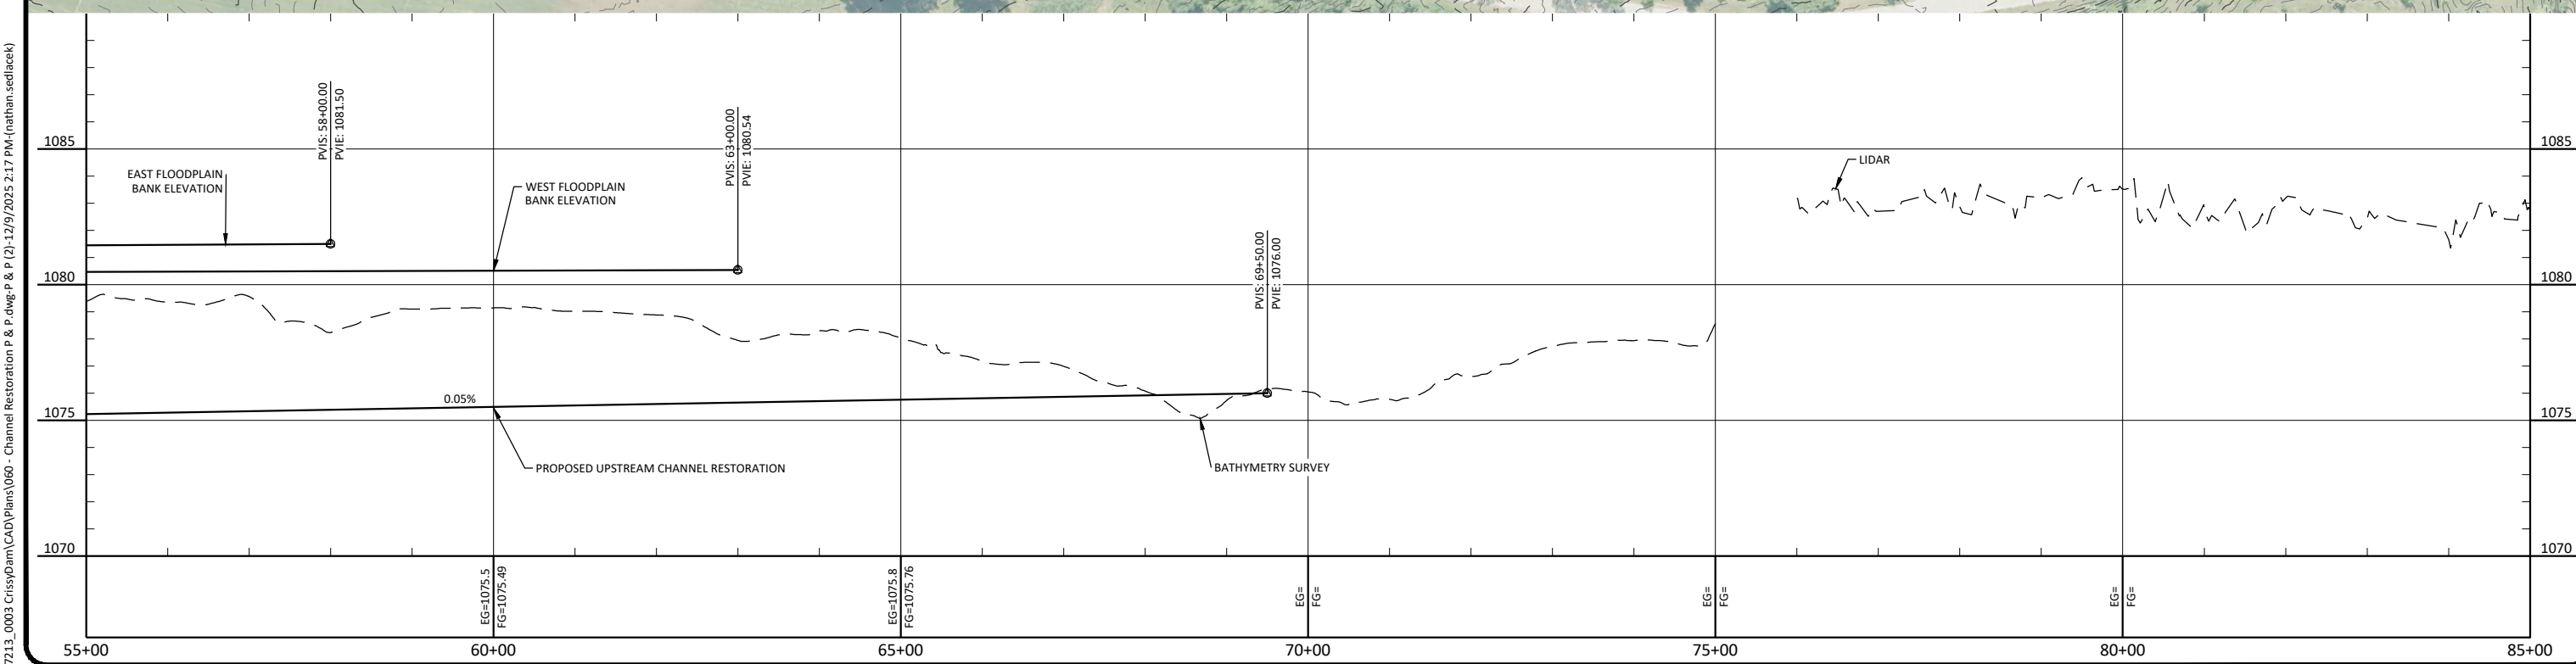 7213_0003 CrissyDam\CAD\Plans\060 - Channel Restoration P & P.dwg-P & P (2)-12/9/2025 2:17 PM-(nathan.sedlacek)
PVIS: 58+00.00
PVIE: 1081.50
PVIS: 63+00.00
PVIE: 1080.54
1085
1085
LIDAR
EAST FLOODPLAIN
BANK ELEVATION
WEST FLOODPLAIN
BANK ELEVATION
PVIS: 69+50.00
PVIE: 1076.00
1080
1080
0.05%
1075
1075
PROPOSED UPSTREAM CHANNEL RESTORATION
BATHYMETRY SURVEY
1070
1070
EG=1075.5
FG=1075.49
EG=1075.8
FG=1075.76
EG=
FG=
EG=
FG=
EG=
FG=
55+00
60+00
65+00
70+00
75+00
80+00
85+00